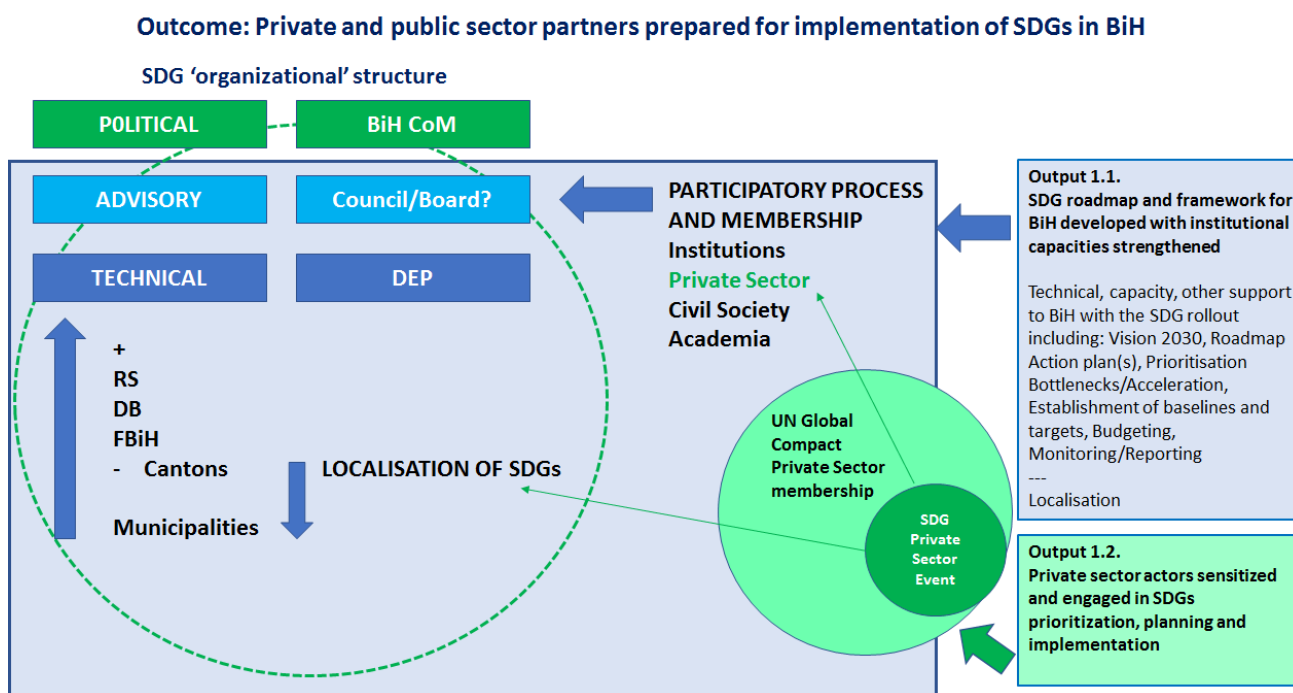 Outcome: Private and public sector partners prepared for implementation of SDGs in BiH
SDG ‘organizational’ structure
P0LITICAL
BiH CoM
ADVISORY
Council/Board?
TECHNICAL
DEP
+
RS
DB
FBiH
- Cantons
Municipalities
LOCALISATION OF SDGs
PARTICIPATORY PROCESS
AND MEMBERSHIP
Institutions
Private Sector
Civil Society
Academia
UN Global
Compact
Private Sector
membership
SDG
Private
Sector
Event
Output 1.1.
SDG roadmap and framework for
BiH developed with institutional
capacities strengthened
Technical, capacity, other support
to BiH with the SDG rollout
including: Vision 2030, Roadmap
Action plan(s), Prioritisation
Bottlenecks/Acceleration,
Establishment of baselines and
targets, Budgeting,
Monitoring/Reporting
---
Localisation
Output 1.2.
Private sector actors sensitized
and engaged in SDGs
prioritization, planning and
implementation